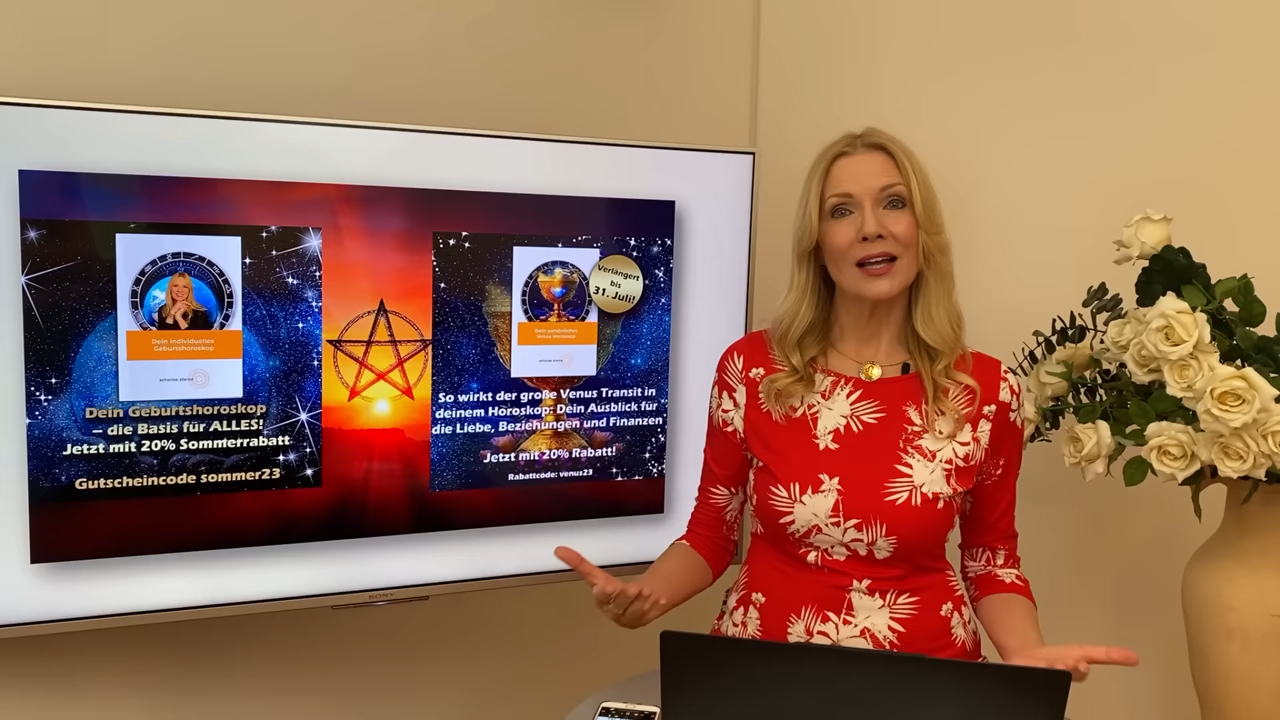 Dein individuelles
Geburtshoroskop
Dein Geburtshoroskop
– die Basis für ALLES!
Jetzt mit 20% Sommerrabatt
Gutscheincode sommer23
Verlängert
bis
31. Juli!
Dein persönliches
Venus Horoskop
So wirkt der große Venus Transit in
deinem Horoskop: Dein Ausblick für
die Liebe, Beziehungen und Finanzen
Jetzt mit 20% Rabatt!
Rabattcode: venus23
SONY